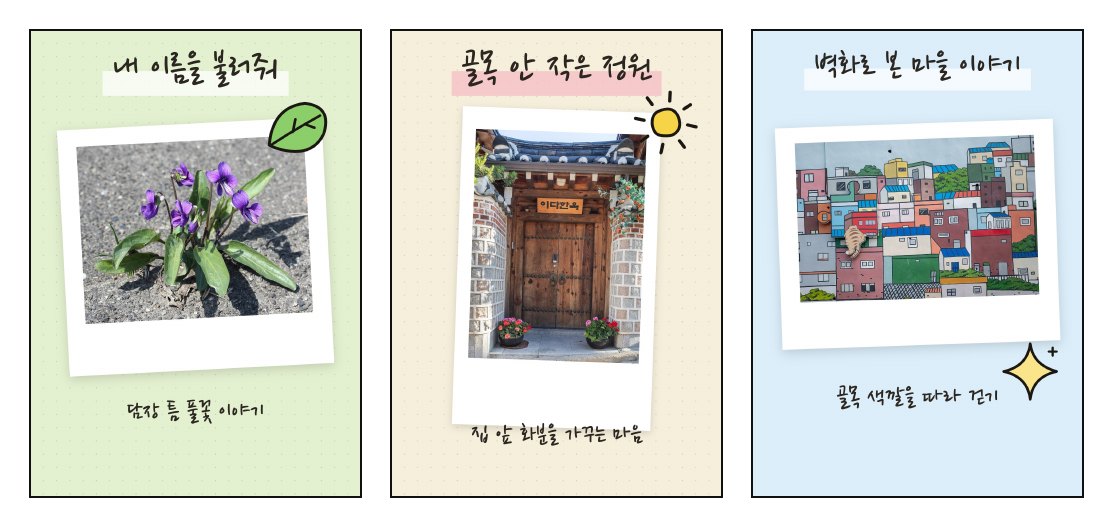 내 이름을 불러줘
담장 틈 풀꽃 이야기
골목 안 작은 정원
이다한옥
집 앞 화분을 가꾸는 마음
벽화로 본 마을 이야기
골목 색깔을 따라 걷기